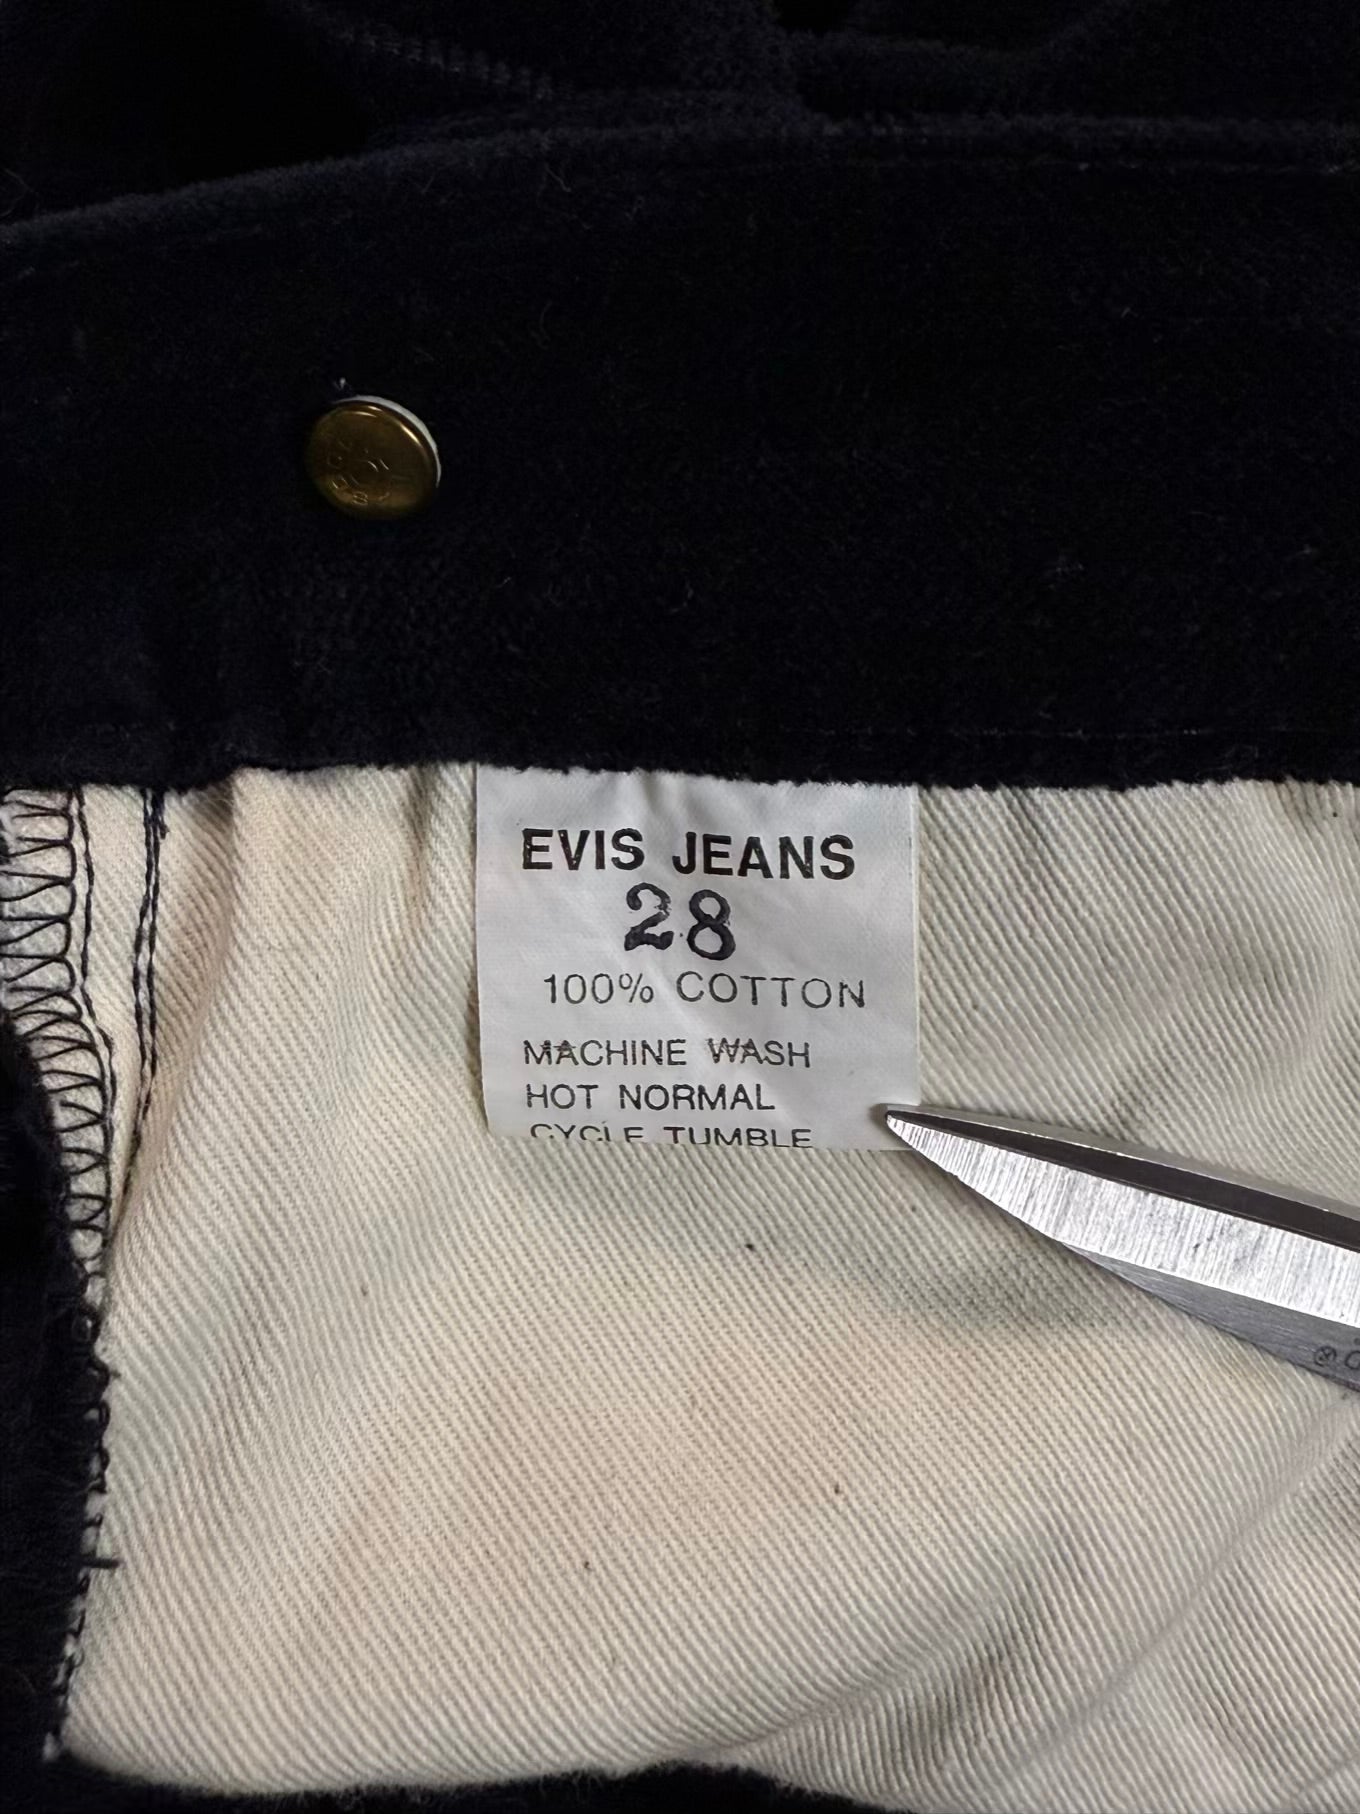 EVIS JEANS
28
100% COTTON
MACHINE WASH
HOT NORMAL
CYCLE TUMBLE